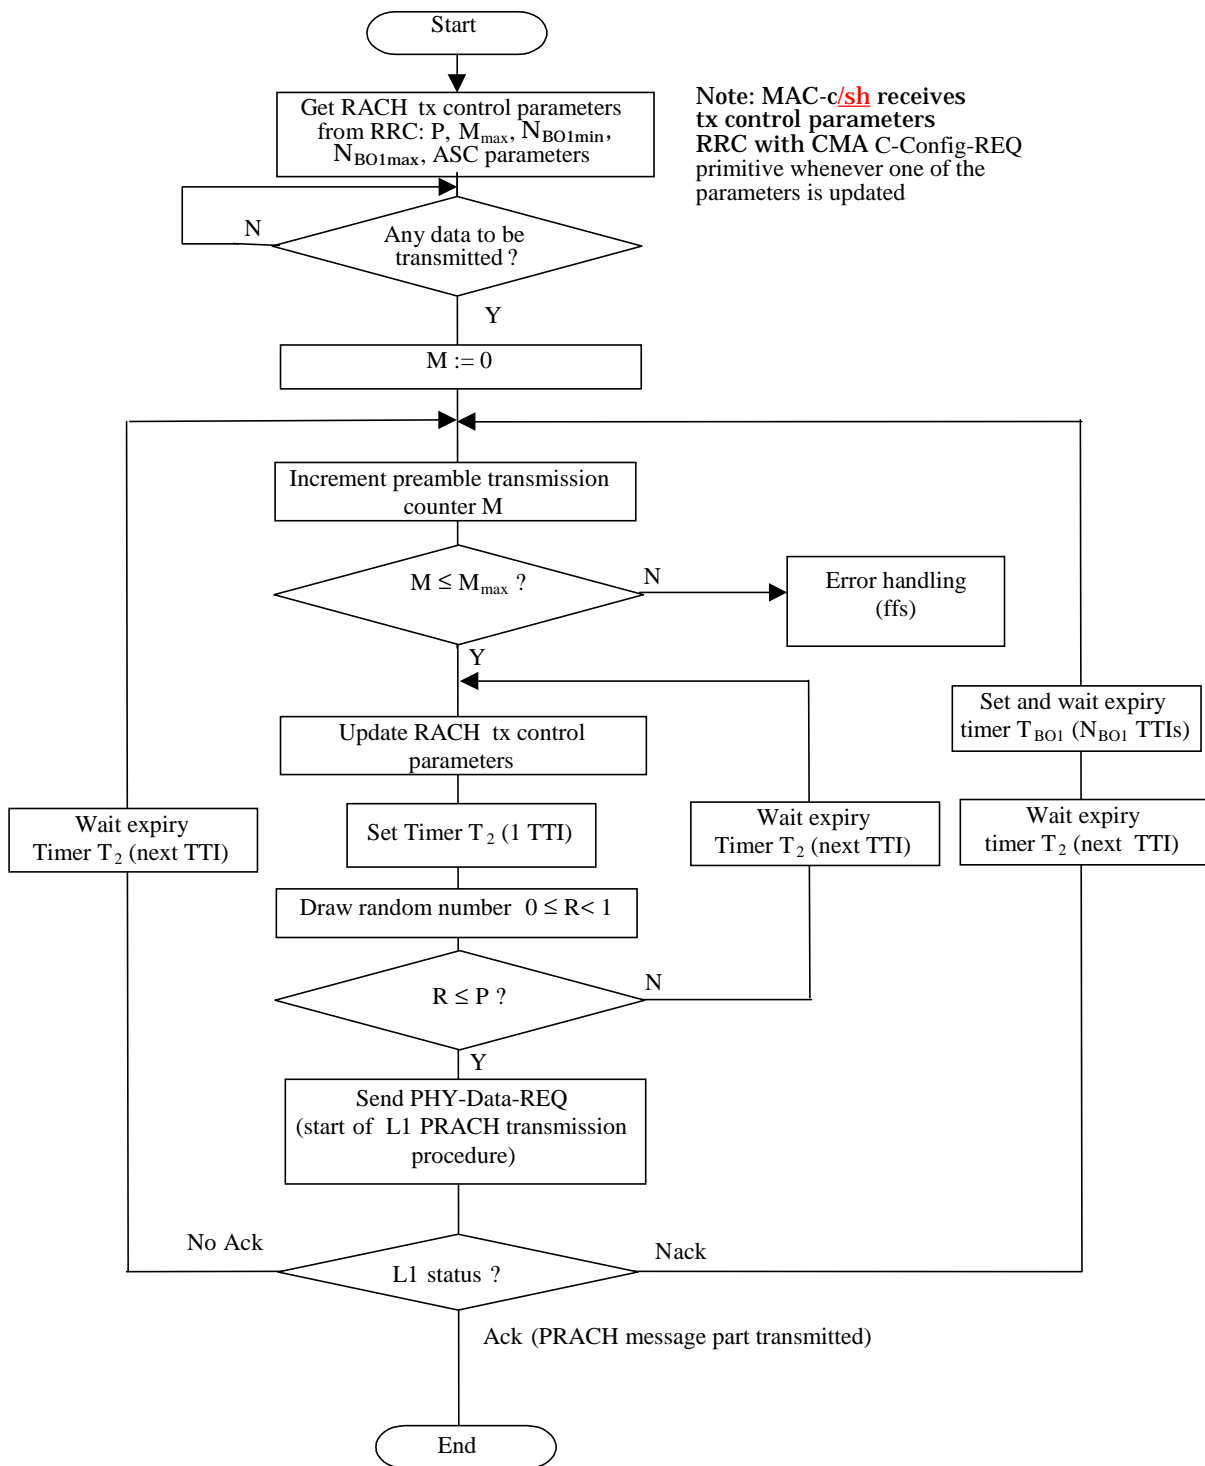 Start
Get RACH tx control parameters
from RRC: P, Mmax, NBO1min,
NBO1max, ASC parameters
Note: MAC-c/sh receives
tx control parameters
RRC with CMA C-Config-REQ
primitive whenever one of the
parameters is updated
N
Any data to be
transmitted ?
Y
M := 0
Increment preamble transmission
counter M
M ≤ Mmax ?
N
Error handling
(ffs)
Y
Update RACH tx control
parameters
Set and wait expiry
timer TBO1 (NBO1 TTIs)
Wait expiry
Timer T2 (next TTI)
Set Timer T2 (1 TTI)
Wait expiry
Timer T2 (next TTI)
Wait expiry
timer T2 (next TTI)
Draw random number 0 ≤ R< 1
R ≤ P ?
N
Y
Send PHY-Data-REQ
(start of L1 PRACH transmission
procedure)
No Ack
Nack
L1 status ?
Ack (PRACH message part transmitted)
End